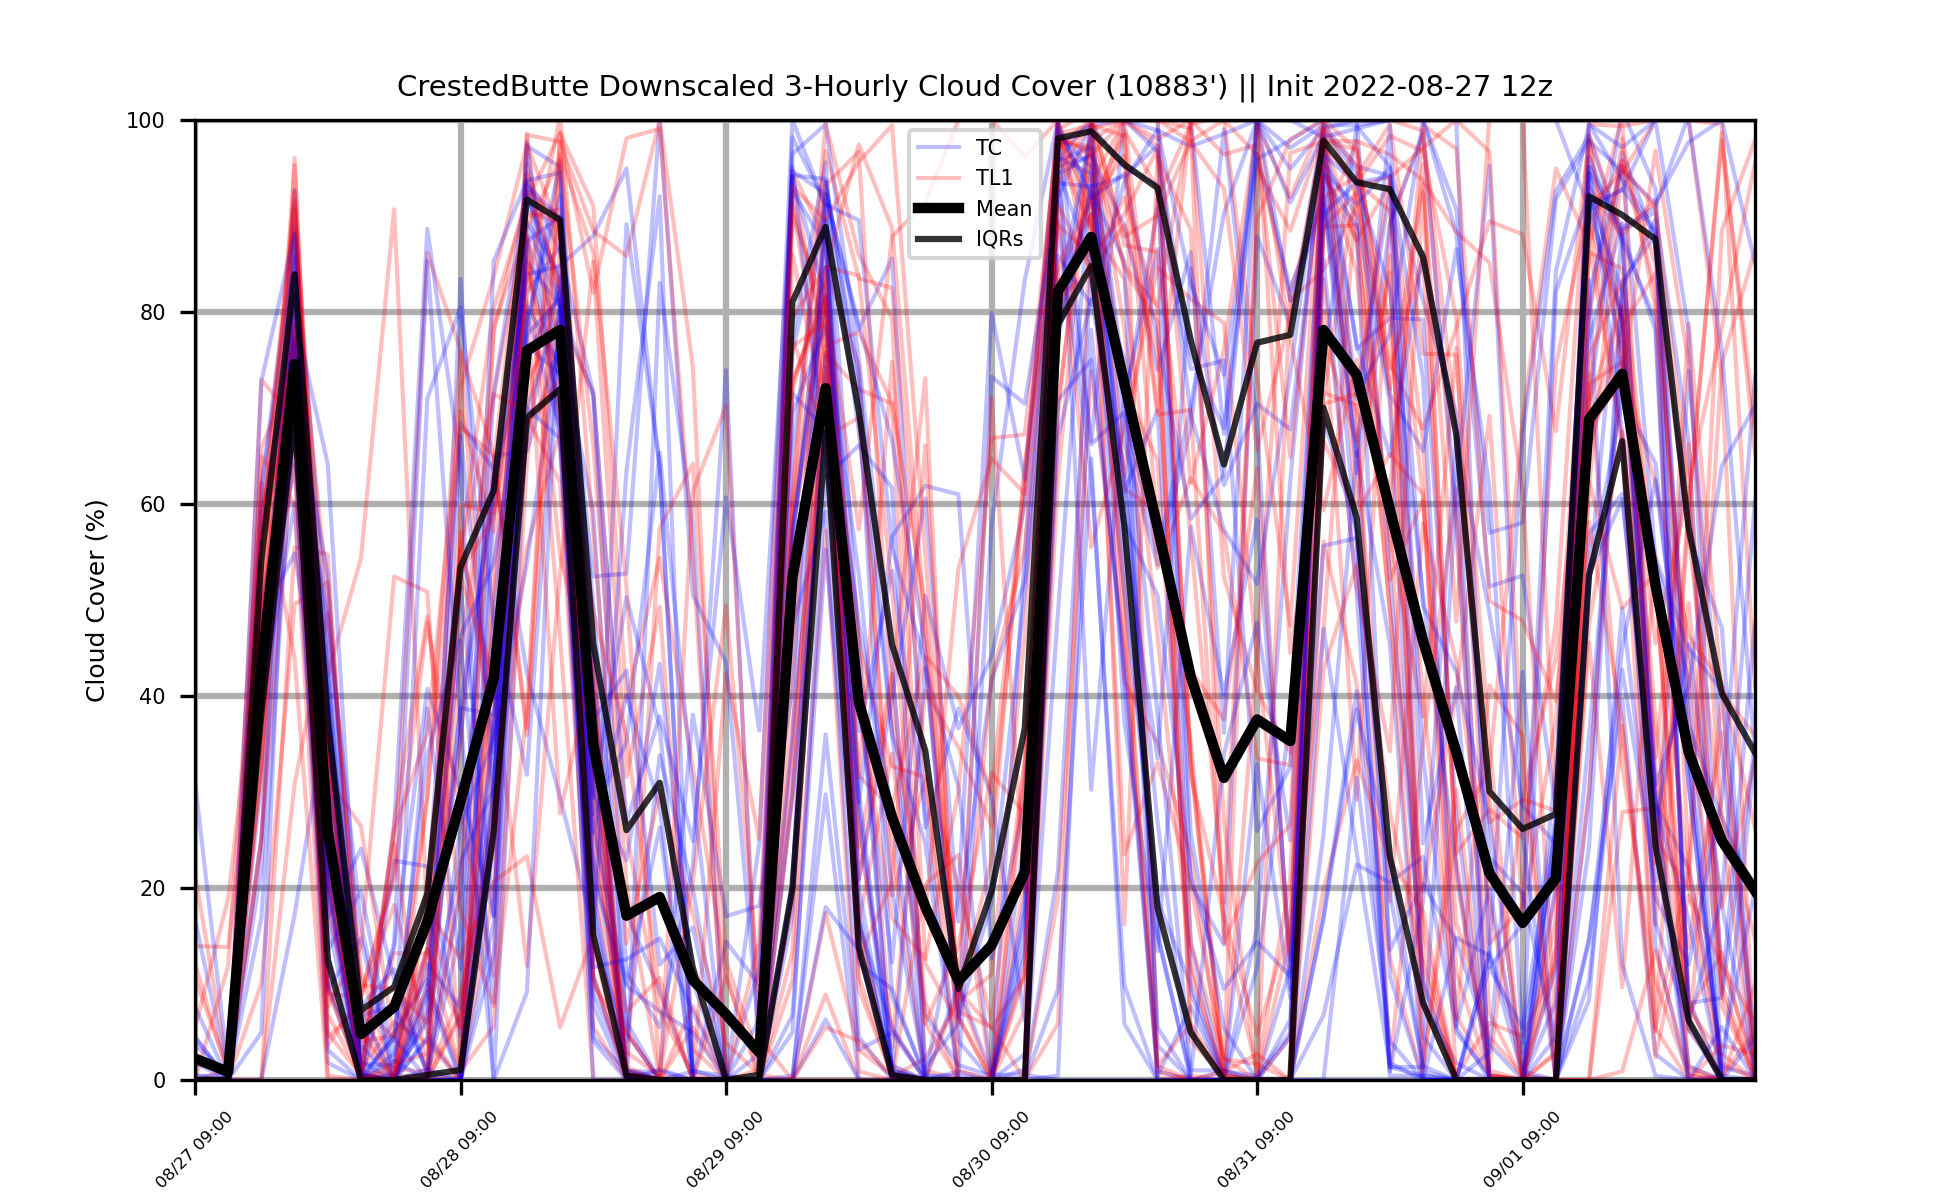 CrestedButte Downscaled 3-Hourly Cloud Cover (10883') || Init 2022-08-27 12z
100
80
60
40
20
0
Cloud Cover (%)
TC
TL1
Mean
IQRs
08/27 09:00
08/28 09:00
08/29 09:00
08/30 09:00
08/31 09:00
09/01 09:00